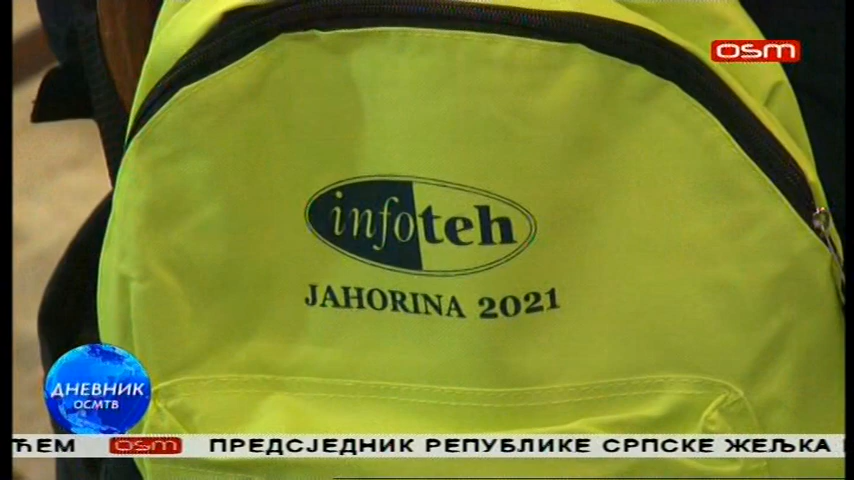 osm
infoteh
JAHORINA 2021
ДНЕВНИК
ОСМТВ
ЋЕМ osm ПРЕДСЈЕДНИК РЕПУБЛИКЕ СРПСКЕ ЖЕЉКА